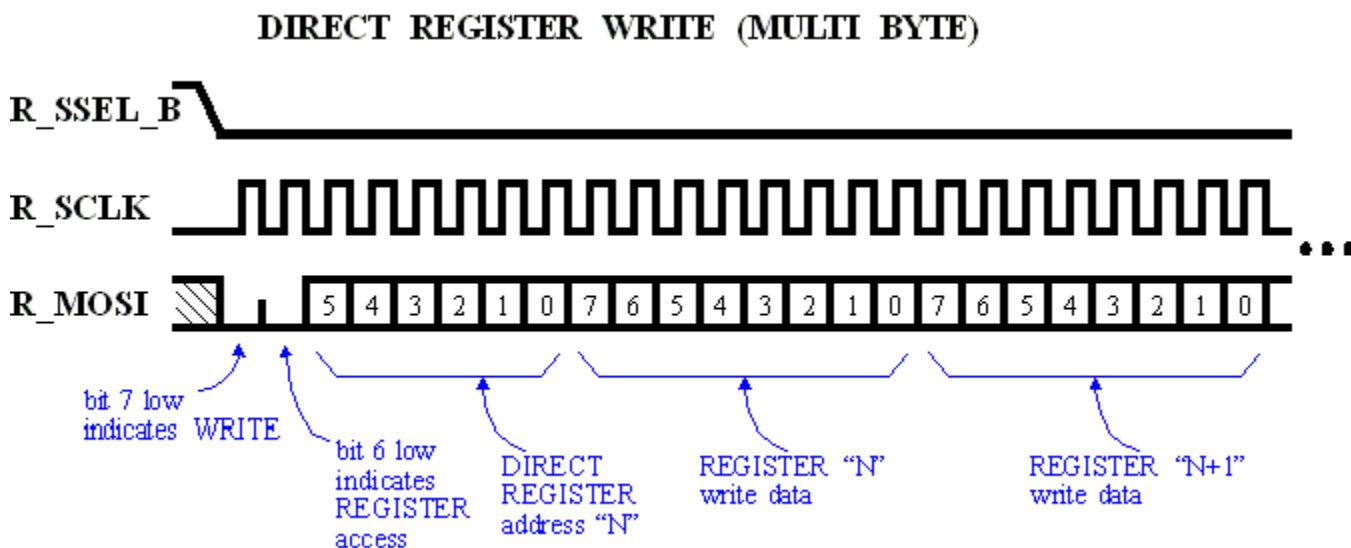 DIRECT REGISTER WRITE (MULTI BYTE)
R_SSEL_B
R_SCLK
R_MOSI 5 4 3 2 1 0 7 6 5 4 3 2 1 0 7 6 5 4 3 2 1 0
bit 7 low
indicates WRITE
bit 6 low
indicates
REGISTER
access
DIRECT
REGISTER
address “N”
REGISTER “N”
write data
REGISTER “N+1”
write data